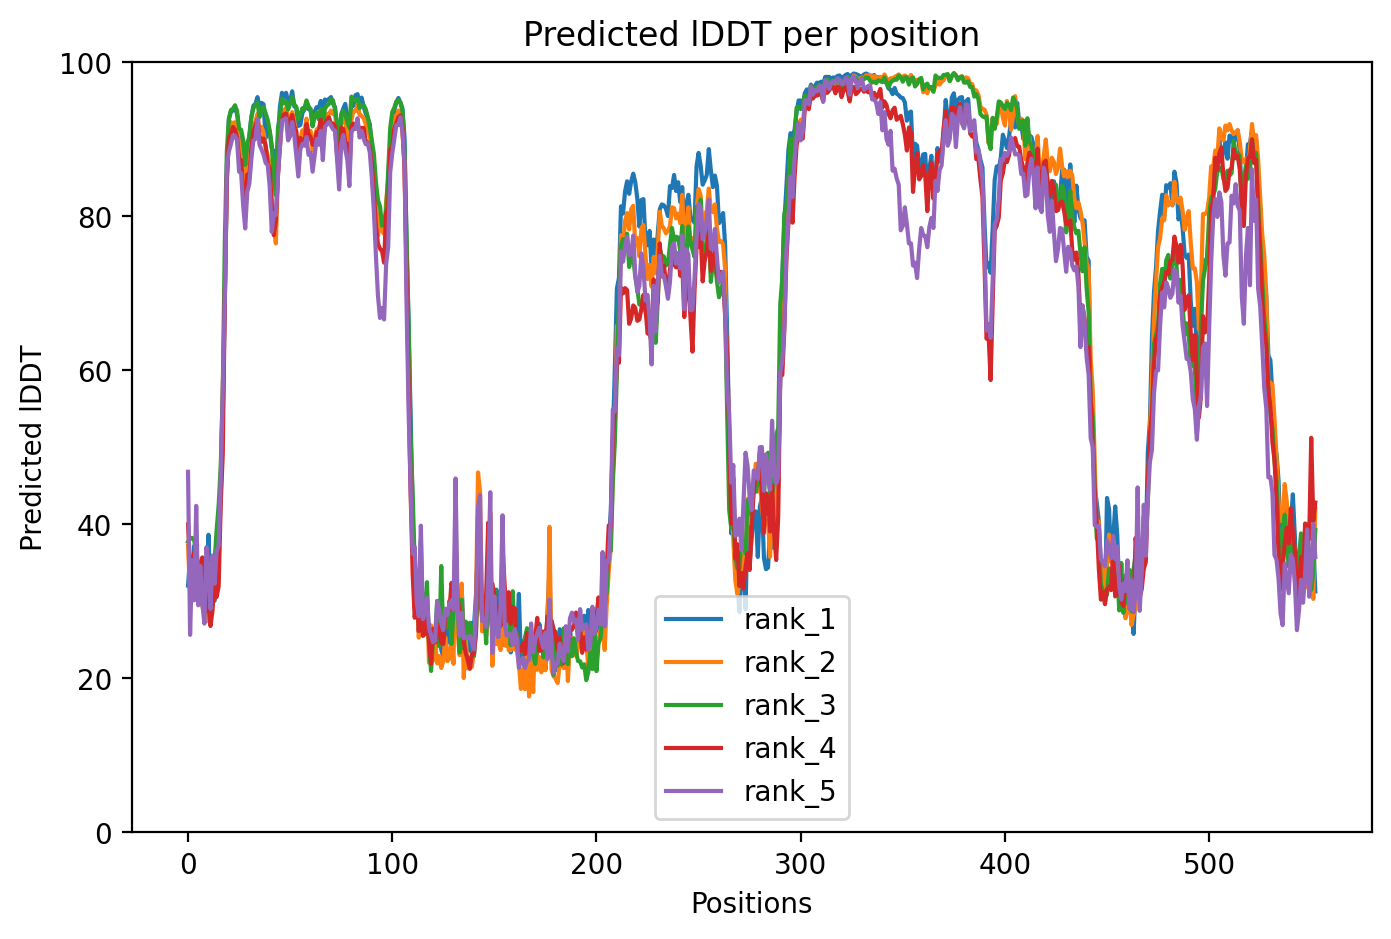 Predicted lDDT per position
Predicted lDDT
100
80
60
40
20
0
rank_1
rank_2
rank_3
rank_4
rank_5
0 100 200 300 400 500
Positions